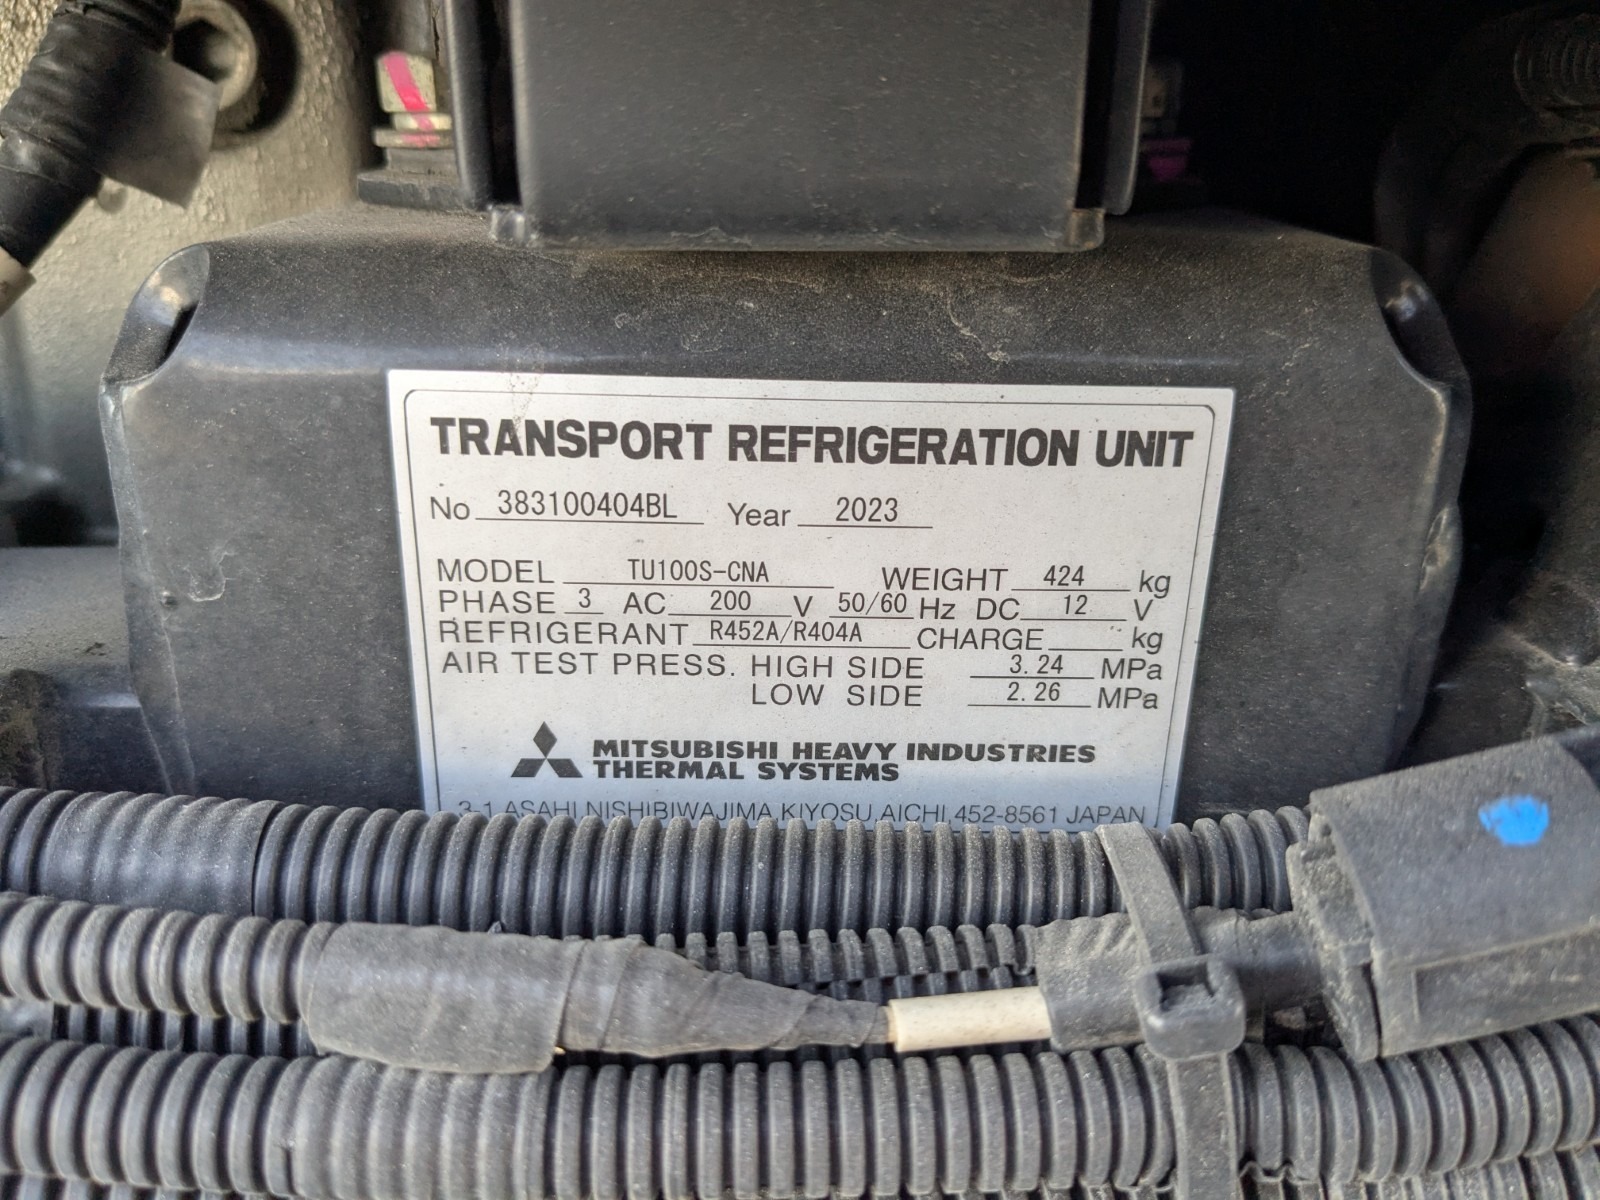 TRANSPORT REFRIGERATION UNIT
No 383100404BL Year 2023
MODEL TU100S-CNA WEIGHT 424 kg
PHASE 3 AC 200 V 50/60 Hz DC 12 V
REFRIGERANT R452A/R404A CHARGE kg
AIR TEST PRESS. HIGH SIDE 3.24 MPa
LOW SIDE 2.26 MPa
MITSUBISHI HEAVY INDUSTRIES
THERMAL SYSTEMS
3-1 ASAHI,NISHIBIWAJIMA,KIYOSU,AICHI,452-8561 JAPAN